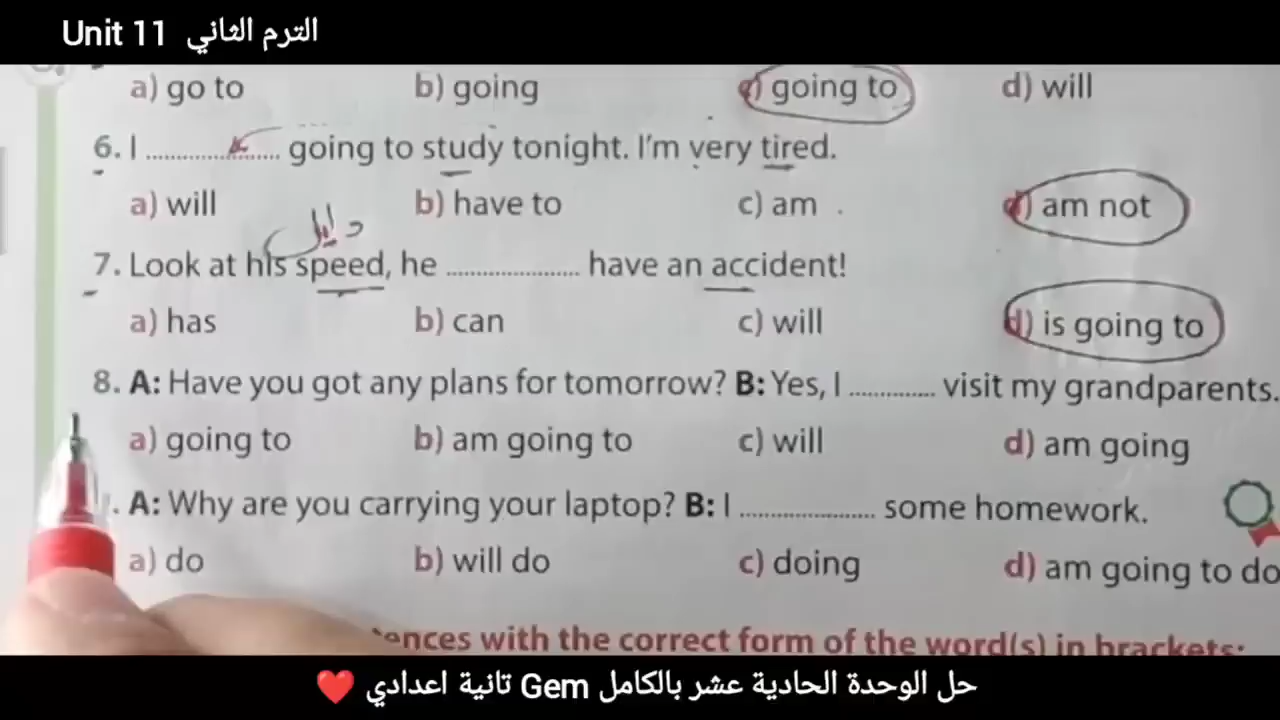 Unit 11 الترم الثاني
a) go to b) going c) going to d) will
6. I .................... going to study tonight. I'm very tired.
a) will b) have to c) am d) am not
دليل
7. Look at his speed, he .................... have an accident!
a) has b) can c) will d) is going to
8. A: Have you got any plans for tomorrow? B: Yes, I .............. visit my grandparents.
a) going to b) am going to c) will d) am going
. A: Why are you carrying your laptop? B: I .................... some homework.
a) do b) will do c) doing d) am going to do
ences with the correct form of the word(s) in brackets:
حل الوحدة الحادية عشر بالكامل Gem تانية اعدادي ❤️